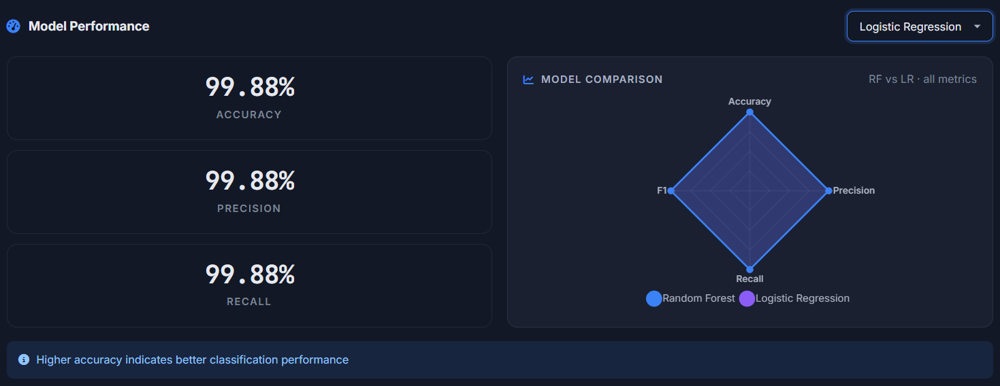 Model Performance
Logistic Regression
99.88%
ACCURACY
99.88%
PRECISION
99.88%
RECALL
MODEL COMPARISON
RF vs LR · all metrics
Accuracy
F1
Precision
Recall
Random Forest
Logistic Regression
Higher accuracy indicates better classification performance